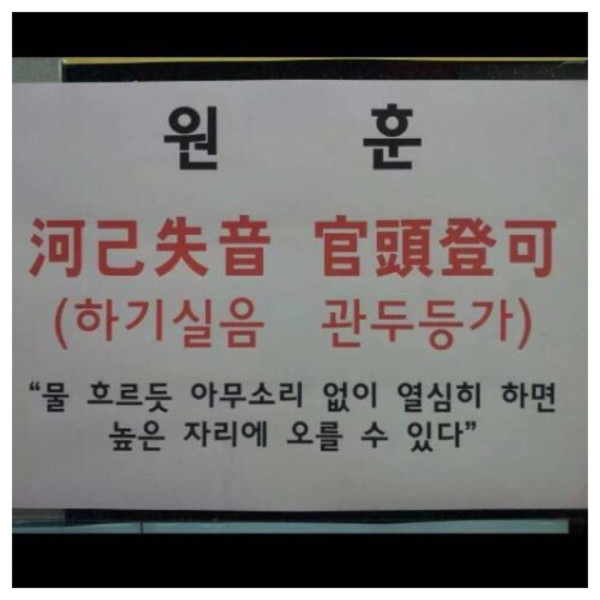 원 훈
河己失音 官頭登可
(하기실음 관두등가)
“물 흐르듯 아무소리 없이 열심히 하면
높은 자리에 오를 수 있다”